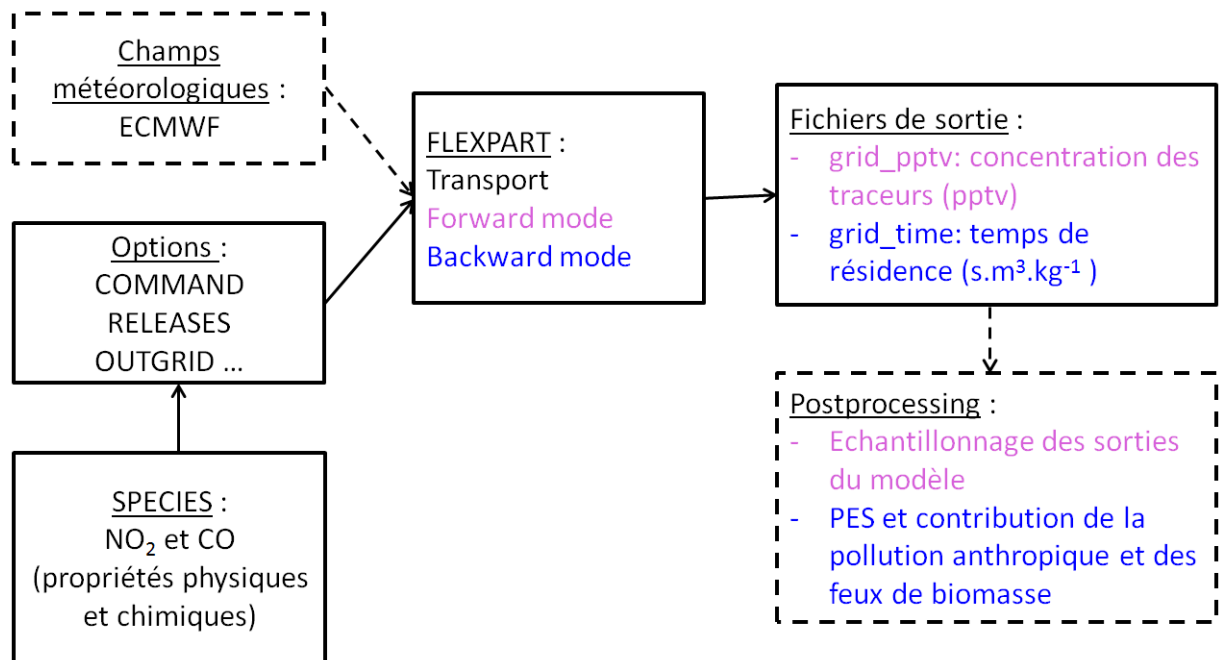 Champs
météorologiques :
ECMWF
Options :
COMMAND
RELEASES
OUTGRID ...
SPECIES :
NO₂ et CO
(propriétés physiques
et chimiques)
FLEXPART :
Transport
Forward mode
Backward mode
Fichiers de sortie :
- grid_pptv: concentration des
traceurs (pptv)
- grid_time: temps de
résidence (s.m³.kg⁻¹ )
Postprocessing :
- Echantillonnage des sorties
du modèle
- PES et contribution de la
pollution anthropique et des
feux de biomasse